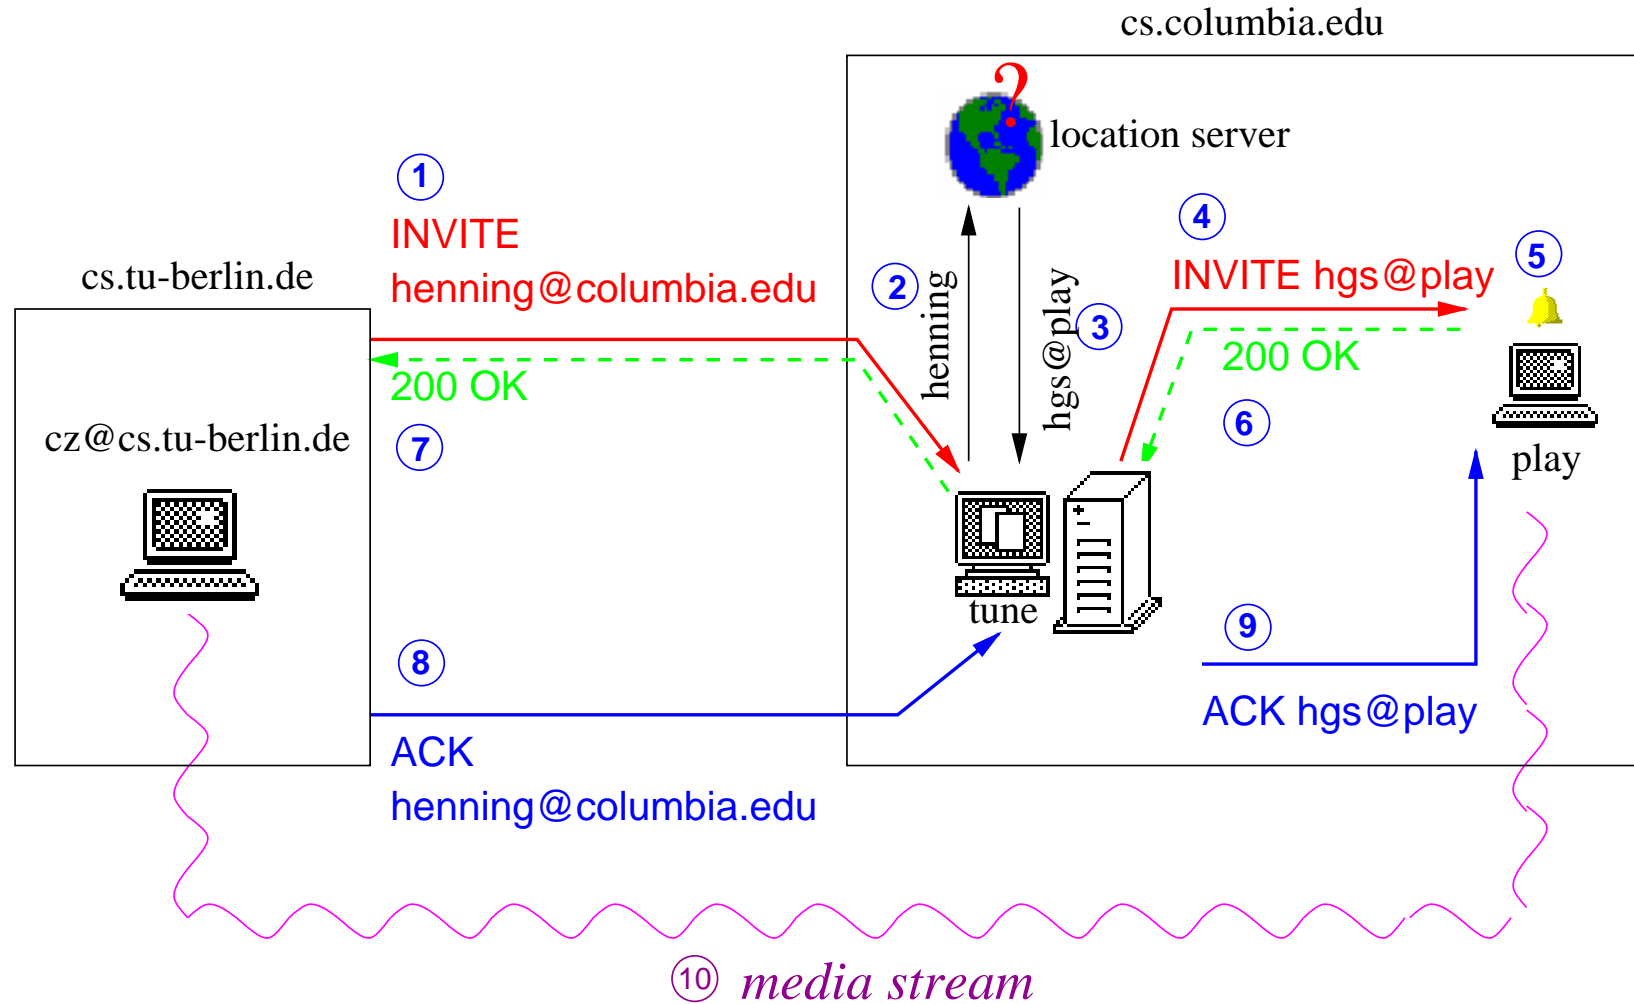 cs.columbia.edu
?
location server
1
INVITE
henning@columbia.edu
cs.tu-berlin.de
2
henning
hgs@play
3
4
INVITE hgs@play
5
200 OK
200 OK
6
cz@cs.tu-berlin.de
7
play
tune
8
9
ACK
henning@columbia.edu
ACK hgs@play
10 media stream